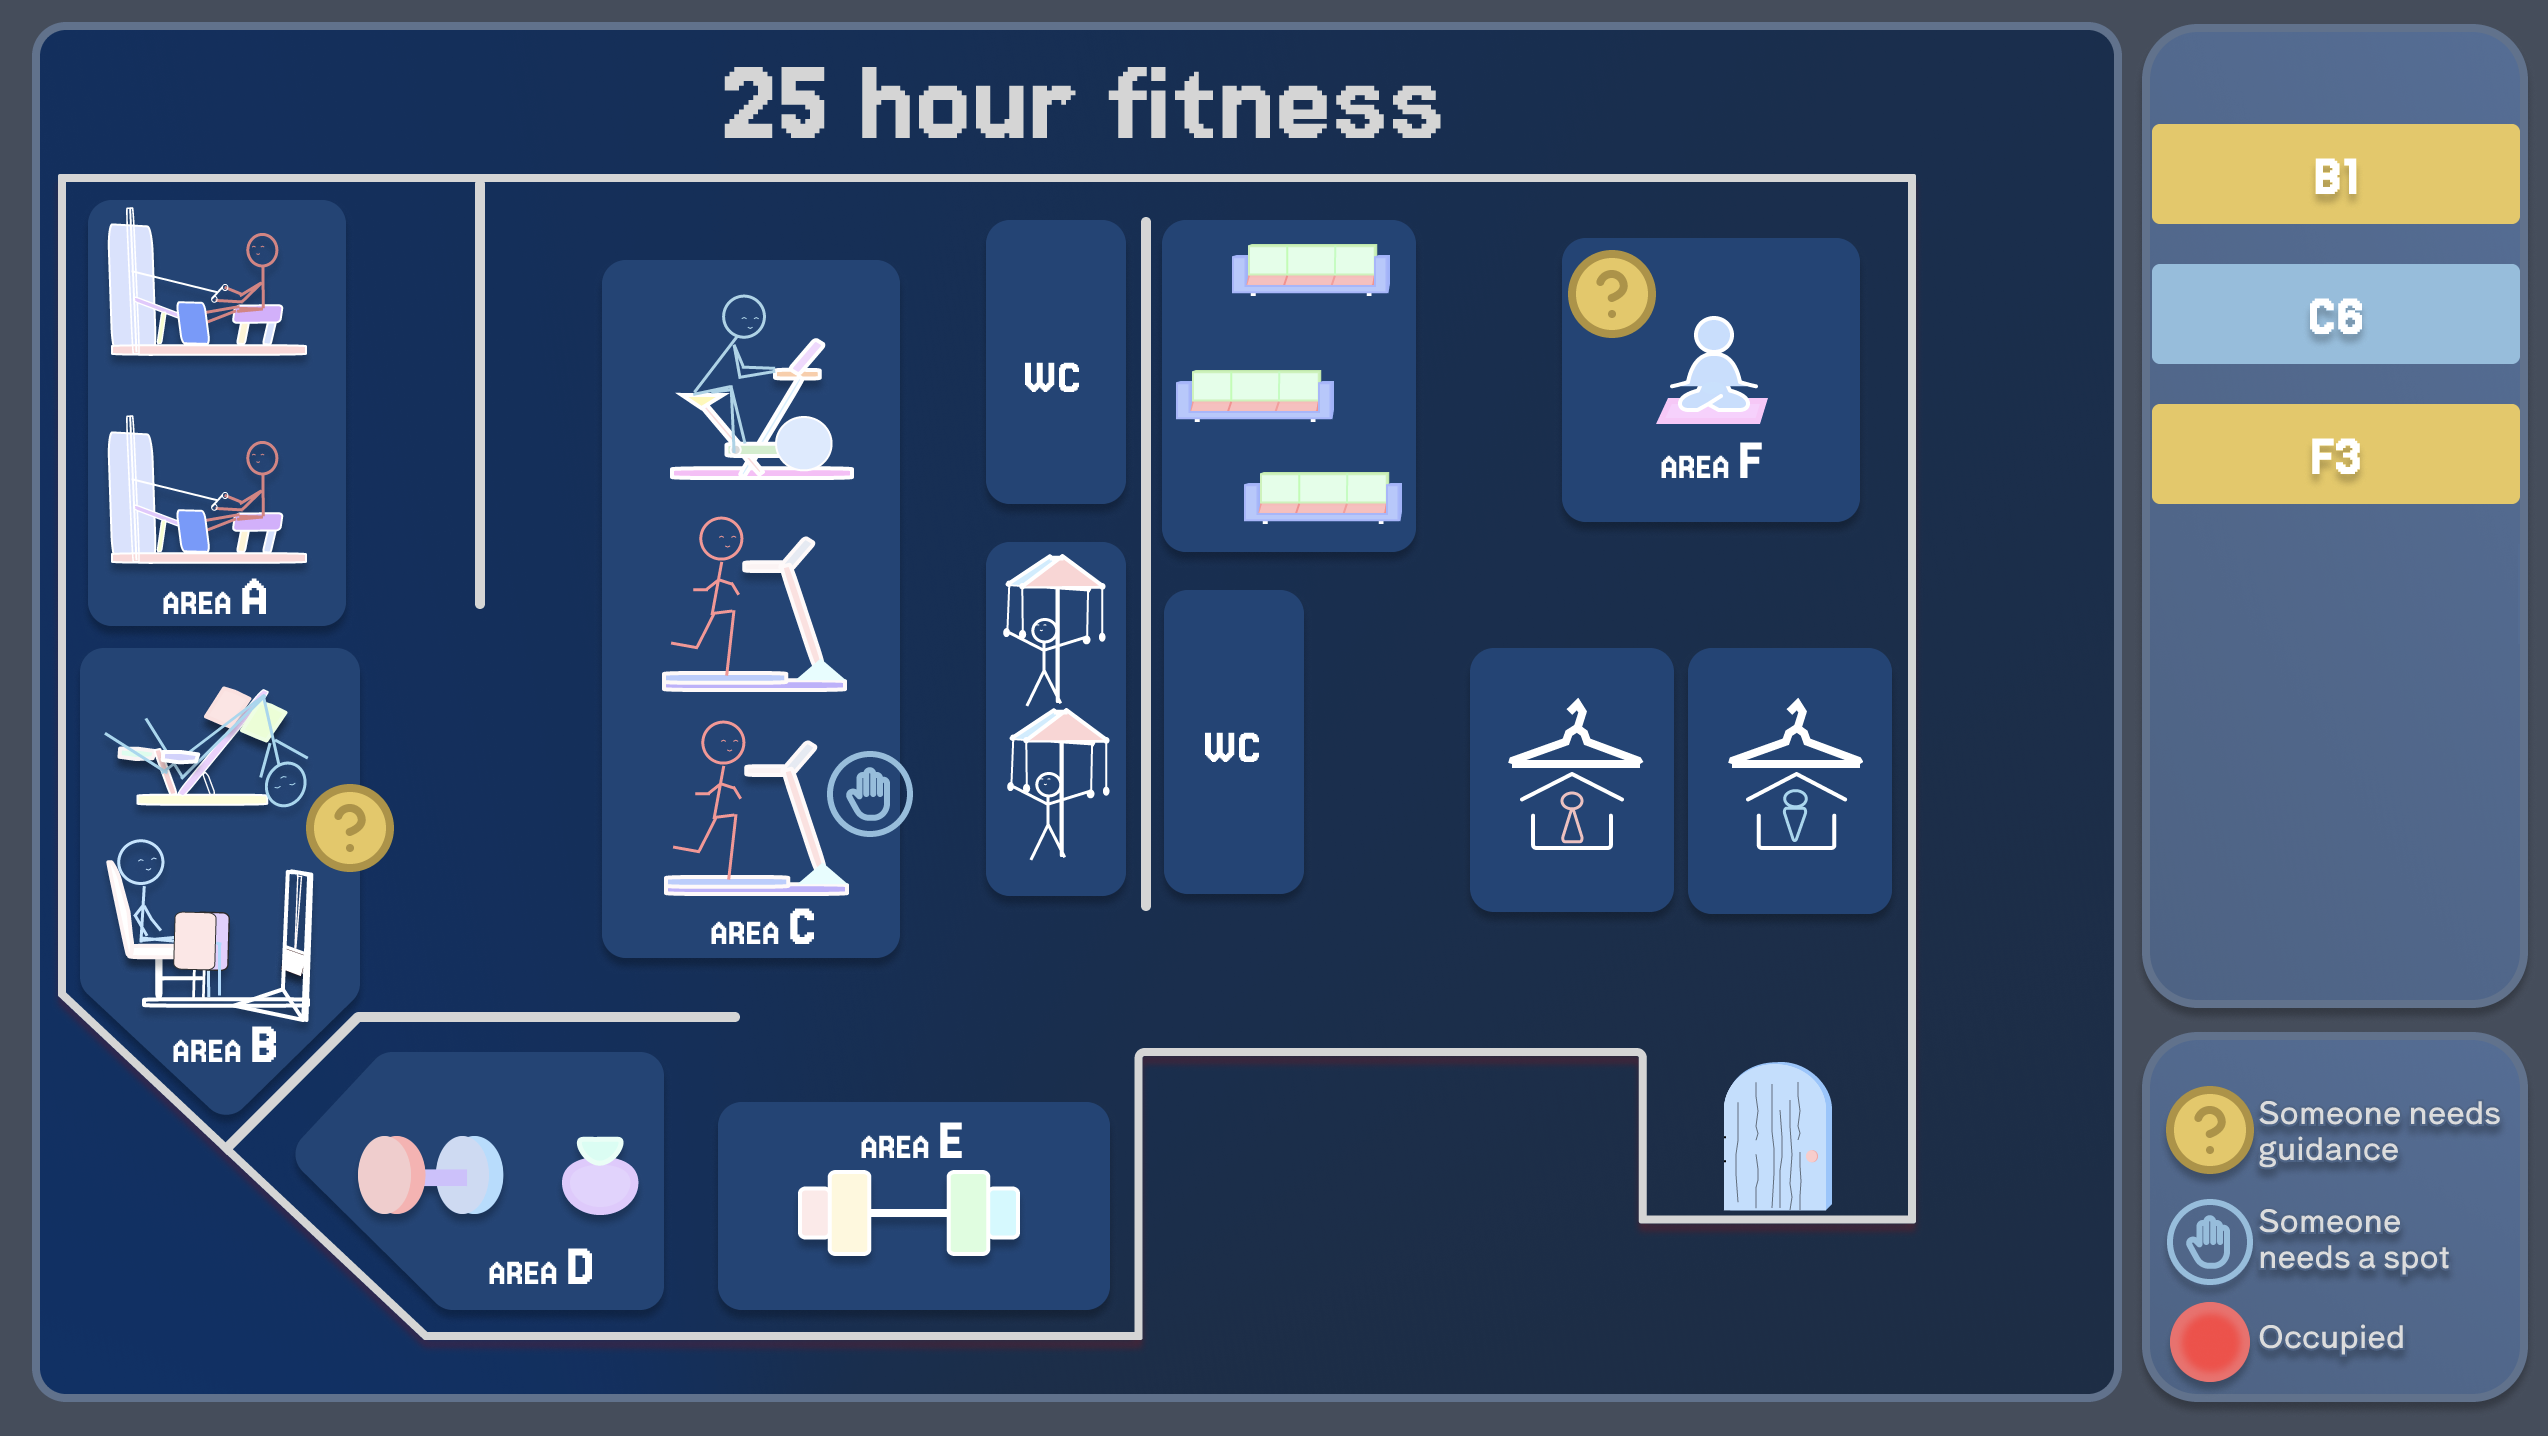 25 hour fitness
AREA A
AREA B
AREA C
WC
WC
AREA F
AREA D
AREA E
B1
C6
F3
?
?
?
Someone needs
guidance
Someone
needs a spot
Occupied